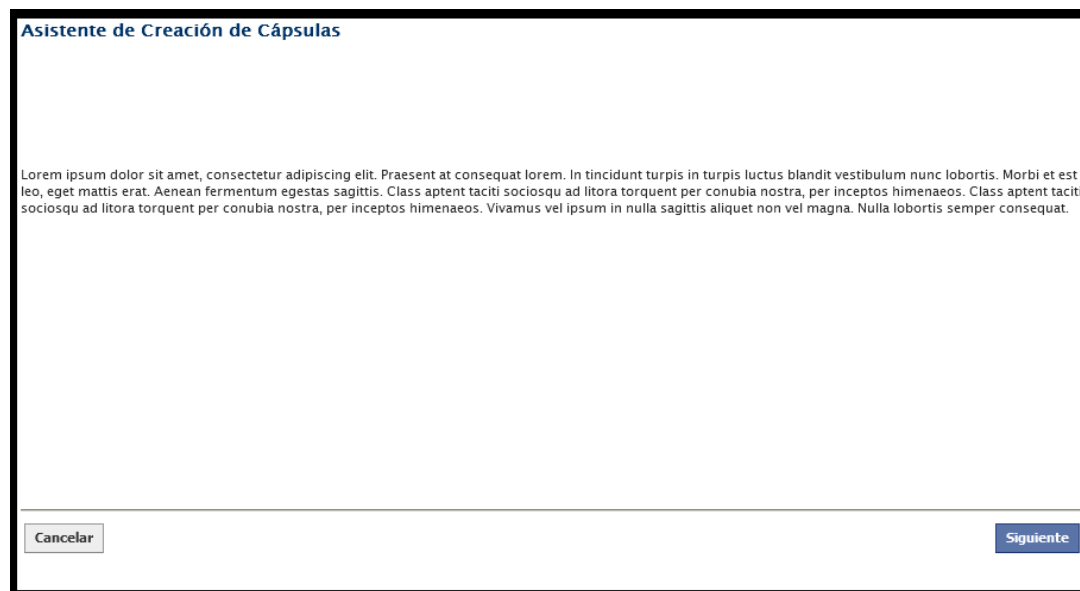 Asistente de Creación de Cápsulas
Lorem ipsum dolor sit amet, consectetur adipiscing elit. Praesent at consequat lorem. In tincidunt turpis in turpis luctus blandit vestibulum nunc lobortis. Morbi et est
leo, eget mattis erat. Aenean fermentum egestas sagittis. Class aptent taciti sociosqu ad litora torquent per conubia nostra, per inceptos himenaeos. Class aptent taciti
sociosqu ad litora torquent per conubia nostra, per inceptos himenaeos. Vivamus vel ipsum in nulla sagittis aliquet non vel magna. Nulla lobortis semper consequat.
Cancelar
Siguiente